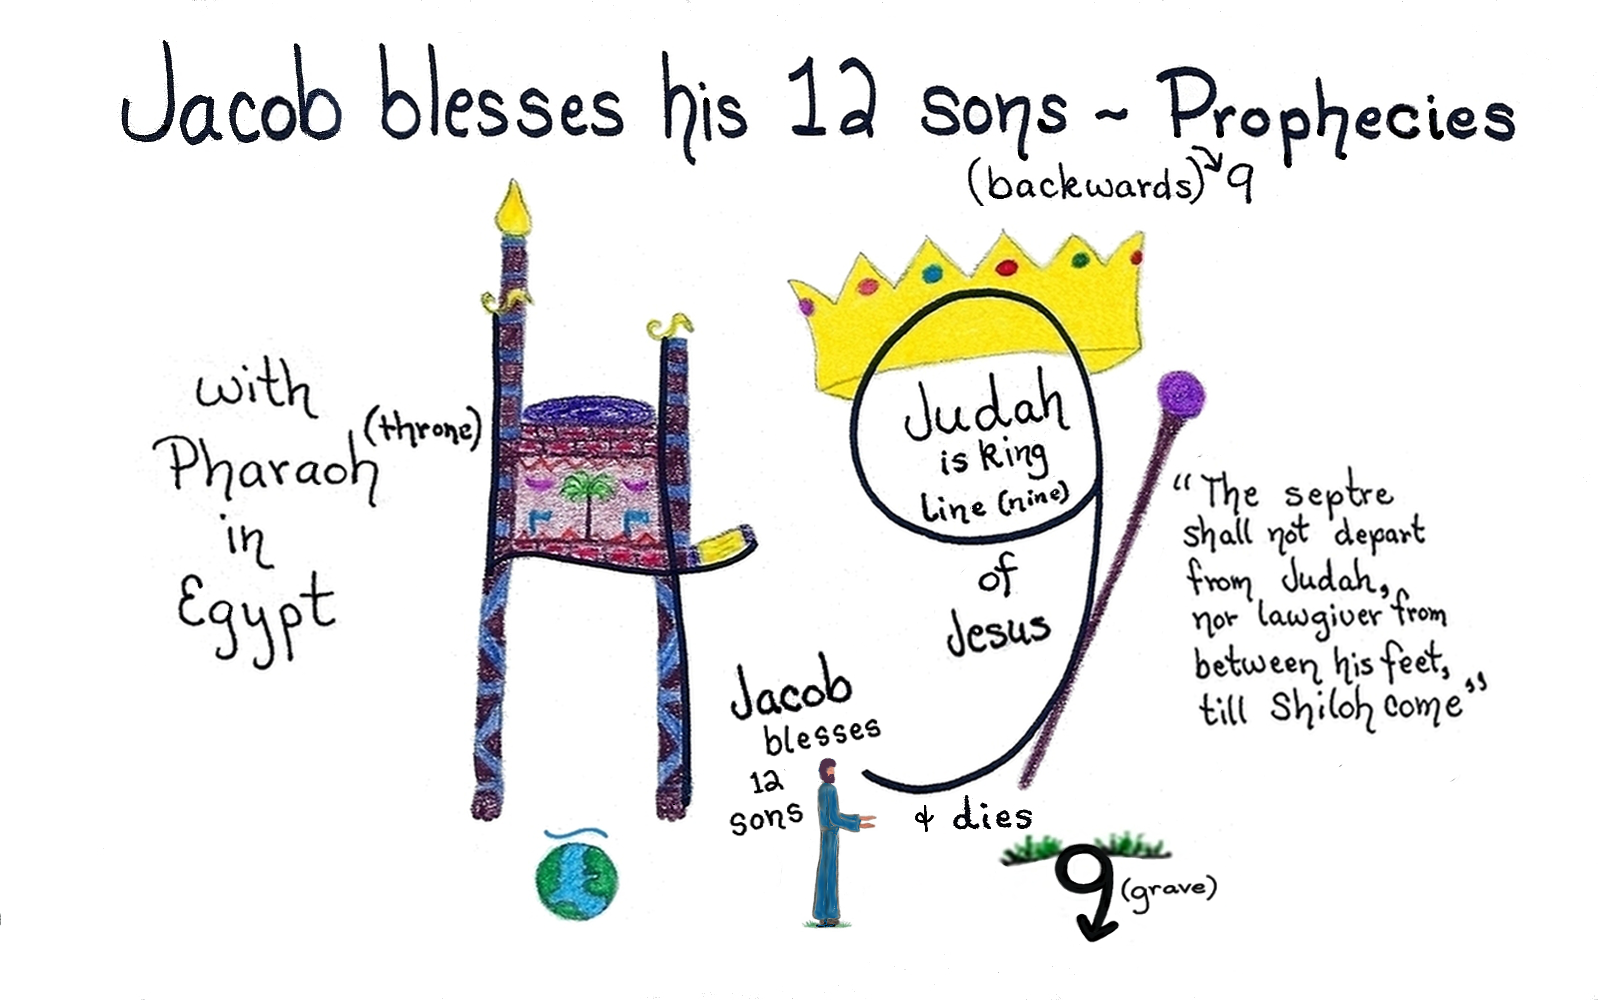 Jacob blesses his 12 sons ~ Prophecies
(backwards) 9
with
Pharaoh (throne)
in
Egypt
Judah
is king
line (nine)
of
Jesus
"The septre
shall not depart
from Judah,
nor lawgiver from
between his feet,
till Shiloh come"
Jacob
blesses
12
sons
& dies
9 (grave)